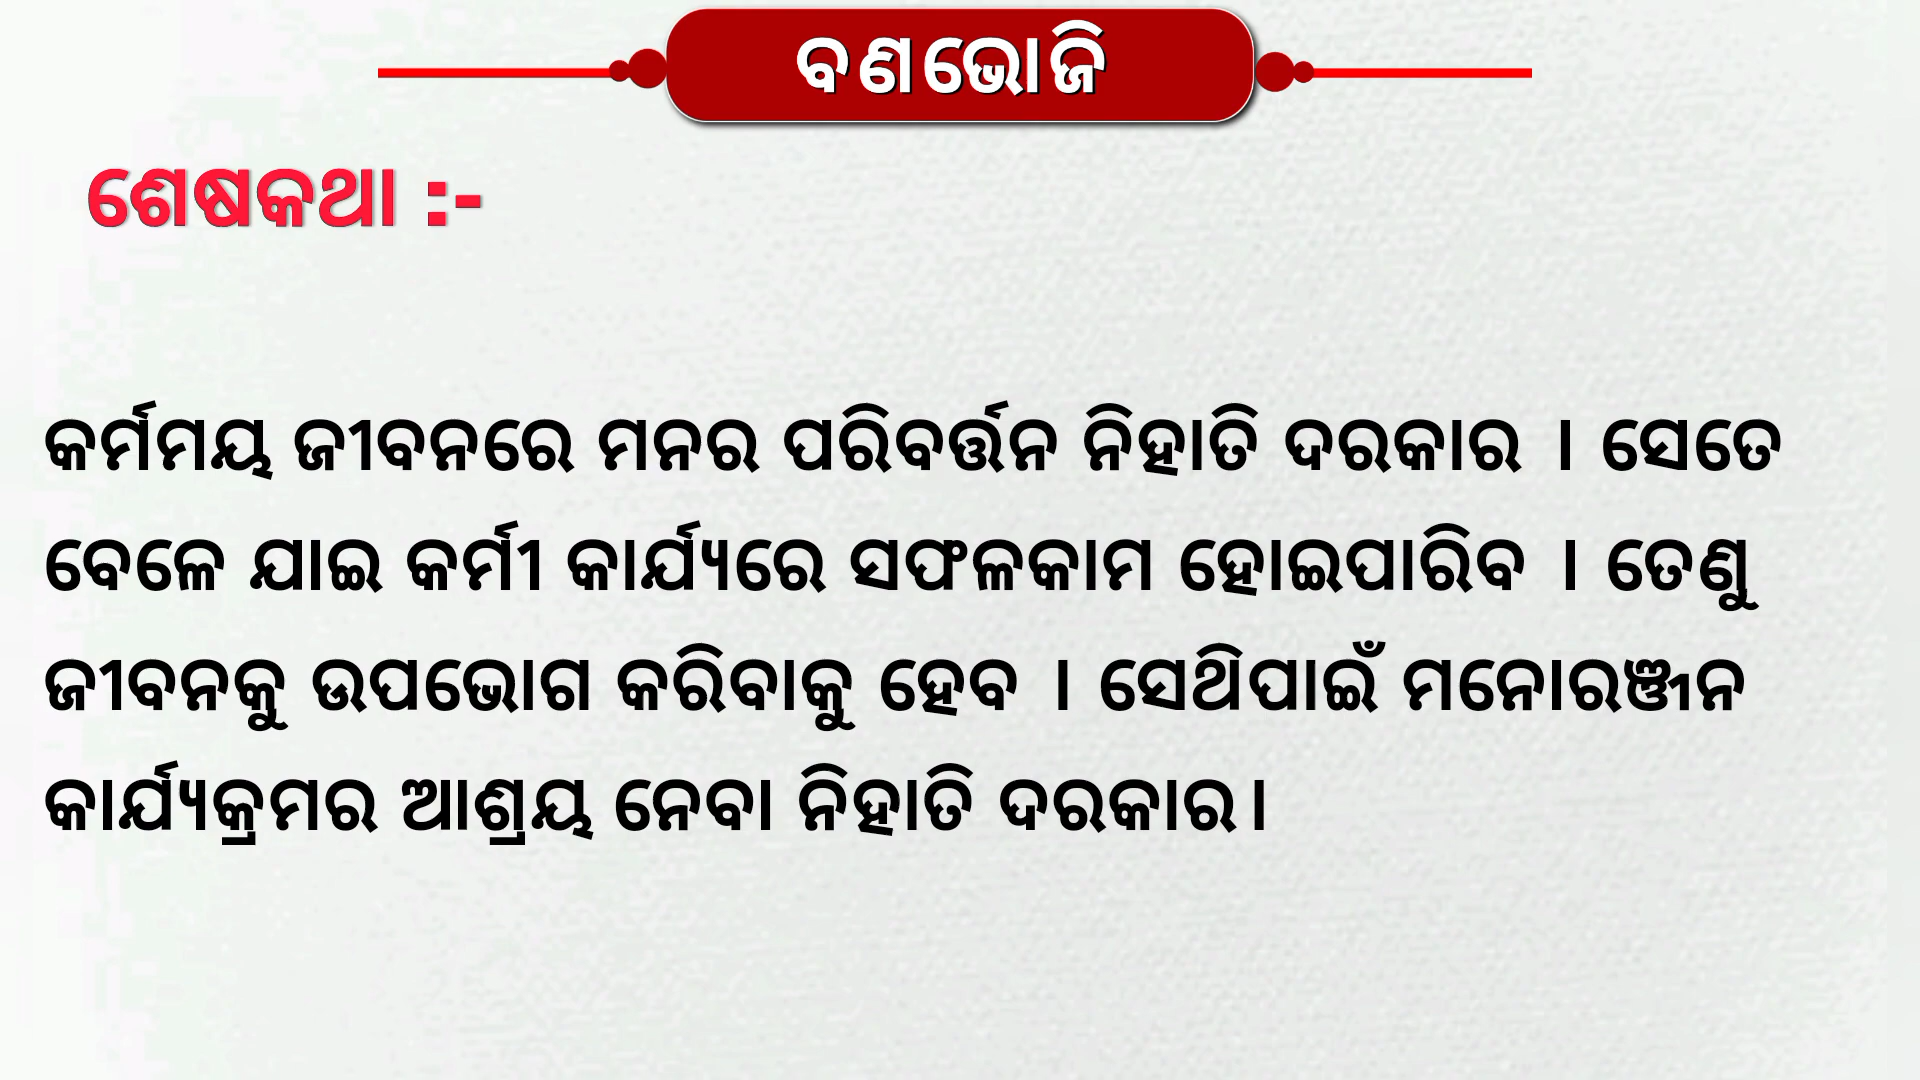 ବଣଭୋଜି
ଶେଷକଥା :-
କର୍ମମୟ ଜୀବନରେ ମନର ପରିବର୍ତ୍ତନ ନିହାତି ଦରକାର । ସେତେ
ବେଳେ ଯାଇ କର୍ମୀ କାର୍ଯ୍ୟରେ ସଫଳକାମ ହୋଇପାରିବ । ତେଣୁ
ଜୀବନକୁ ଉପଭୋଗ କରିବାକୁ ହେବ । ସେଥିପାଇଁ ମନୋରଞ୍ଜନ
କାର୍ଯ୍ୟକ୍ରମର ଆଶ୍ରୟ ନେବା ନିହାତି ଦରକାର।